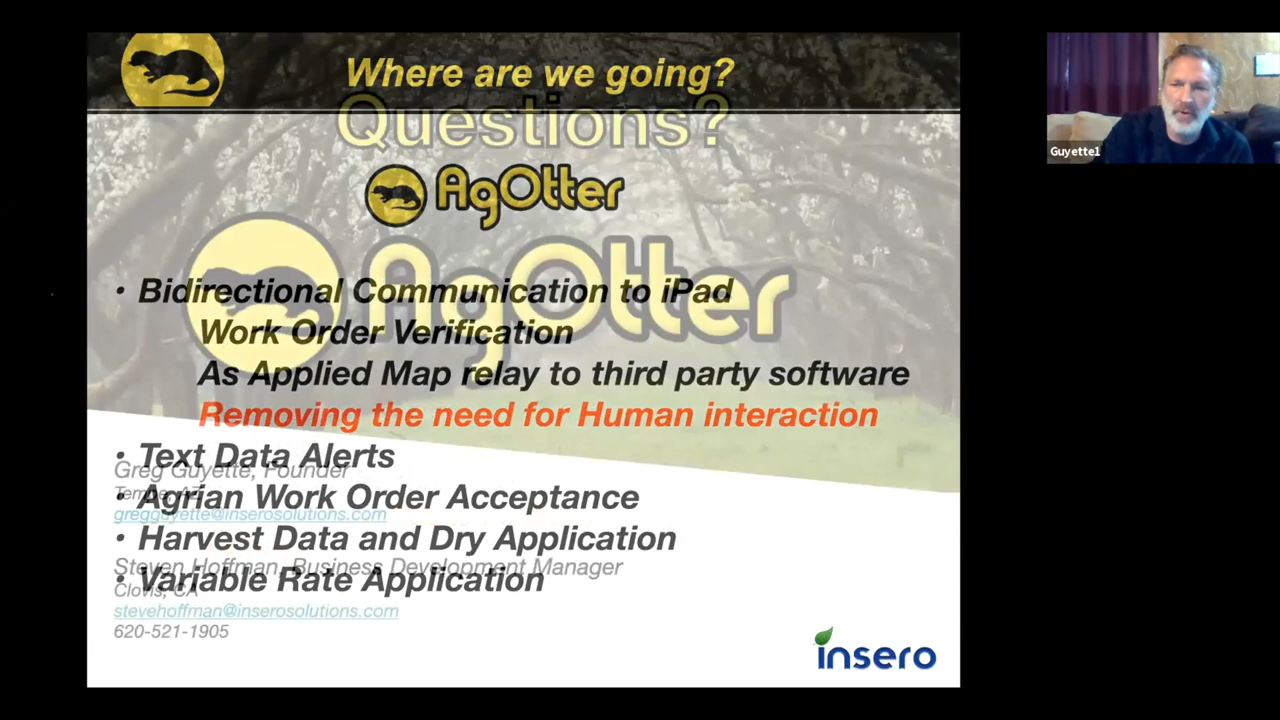 Where are we going?
Questions?
AgOtter
AgOtter
• Bidirectional Communication to iPad
Work Order Verification
As Applied Map relay to third party software
Removing the need for Human interaction
• Text Data Alerts
Greg Guyette, Founder
• Agrian Work Order Acceptance
gregguyette@inserosolutions.com
• Harvest Data and Dry Application
Steven Hoffman, Business Development Manager
• Variable Rate Application
Clovis, CA
stevehoffman@inserosolutions.com
620-521-1905
insero
Guyette1